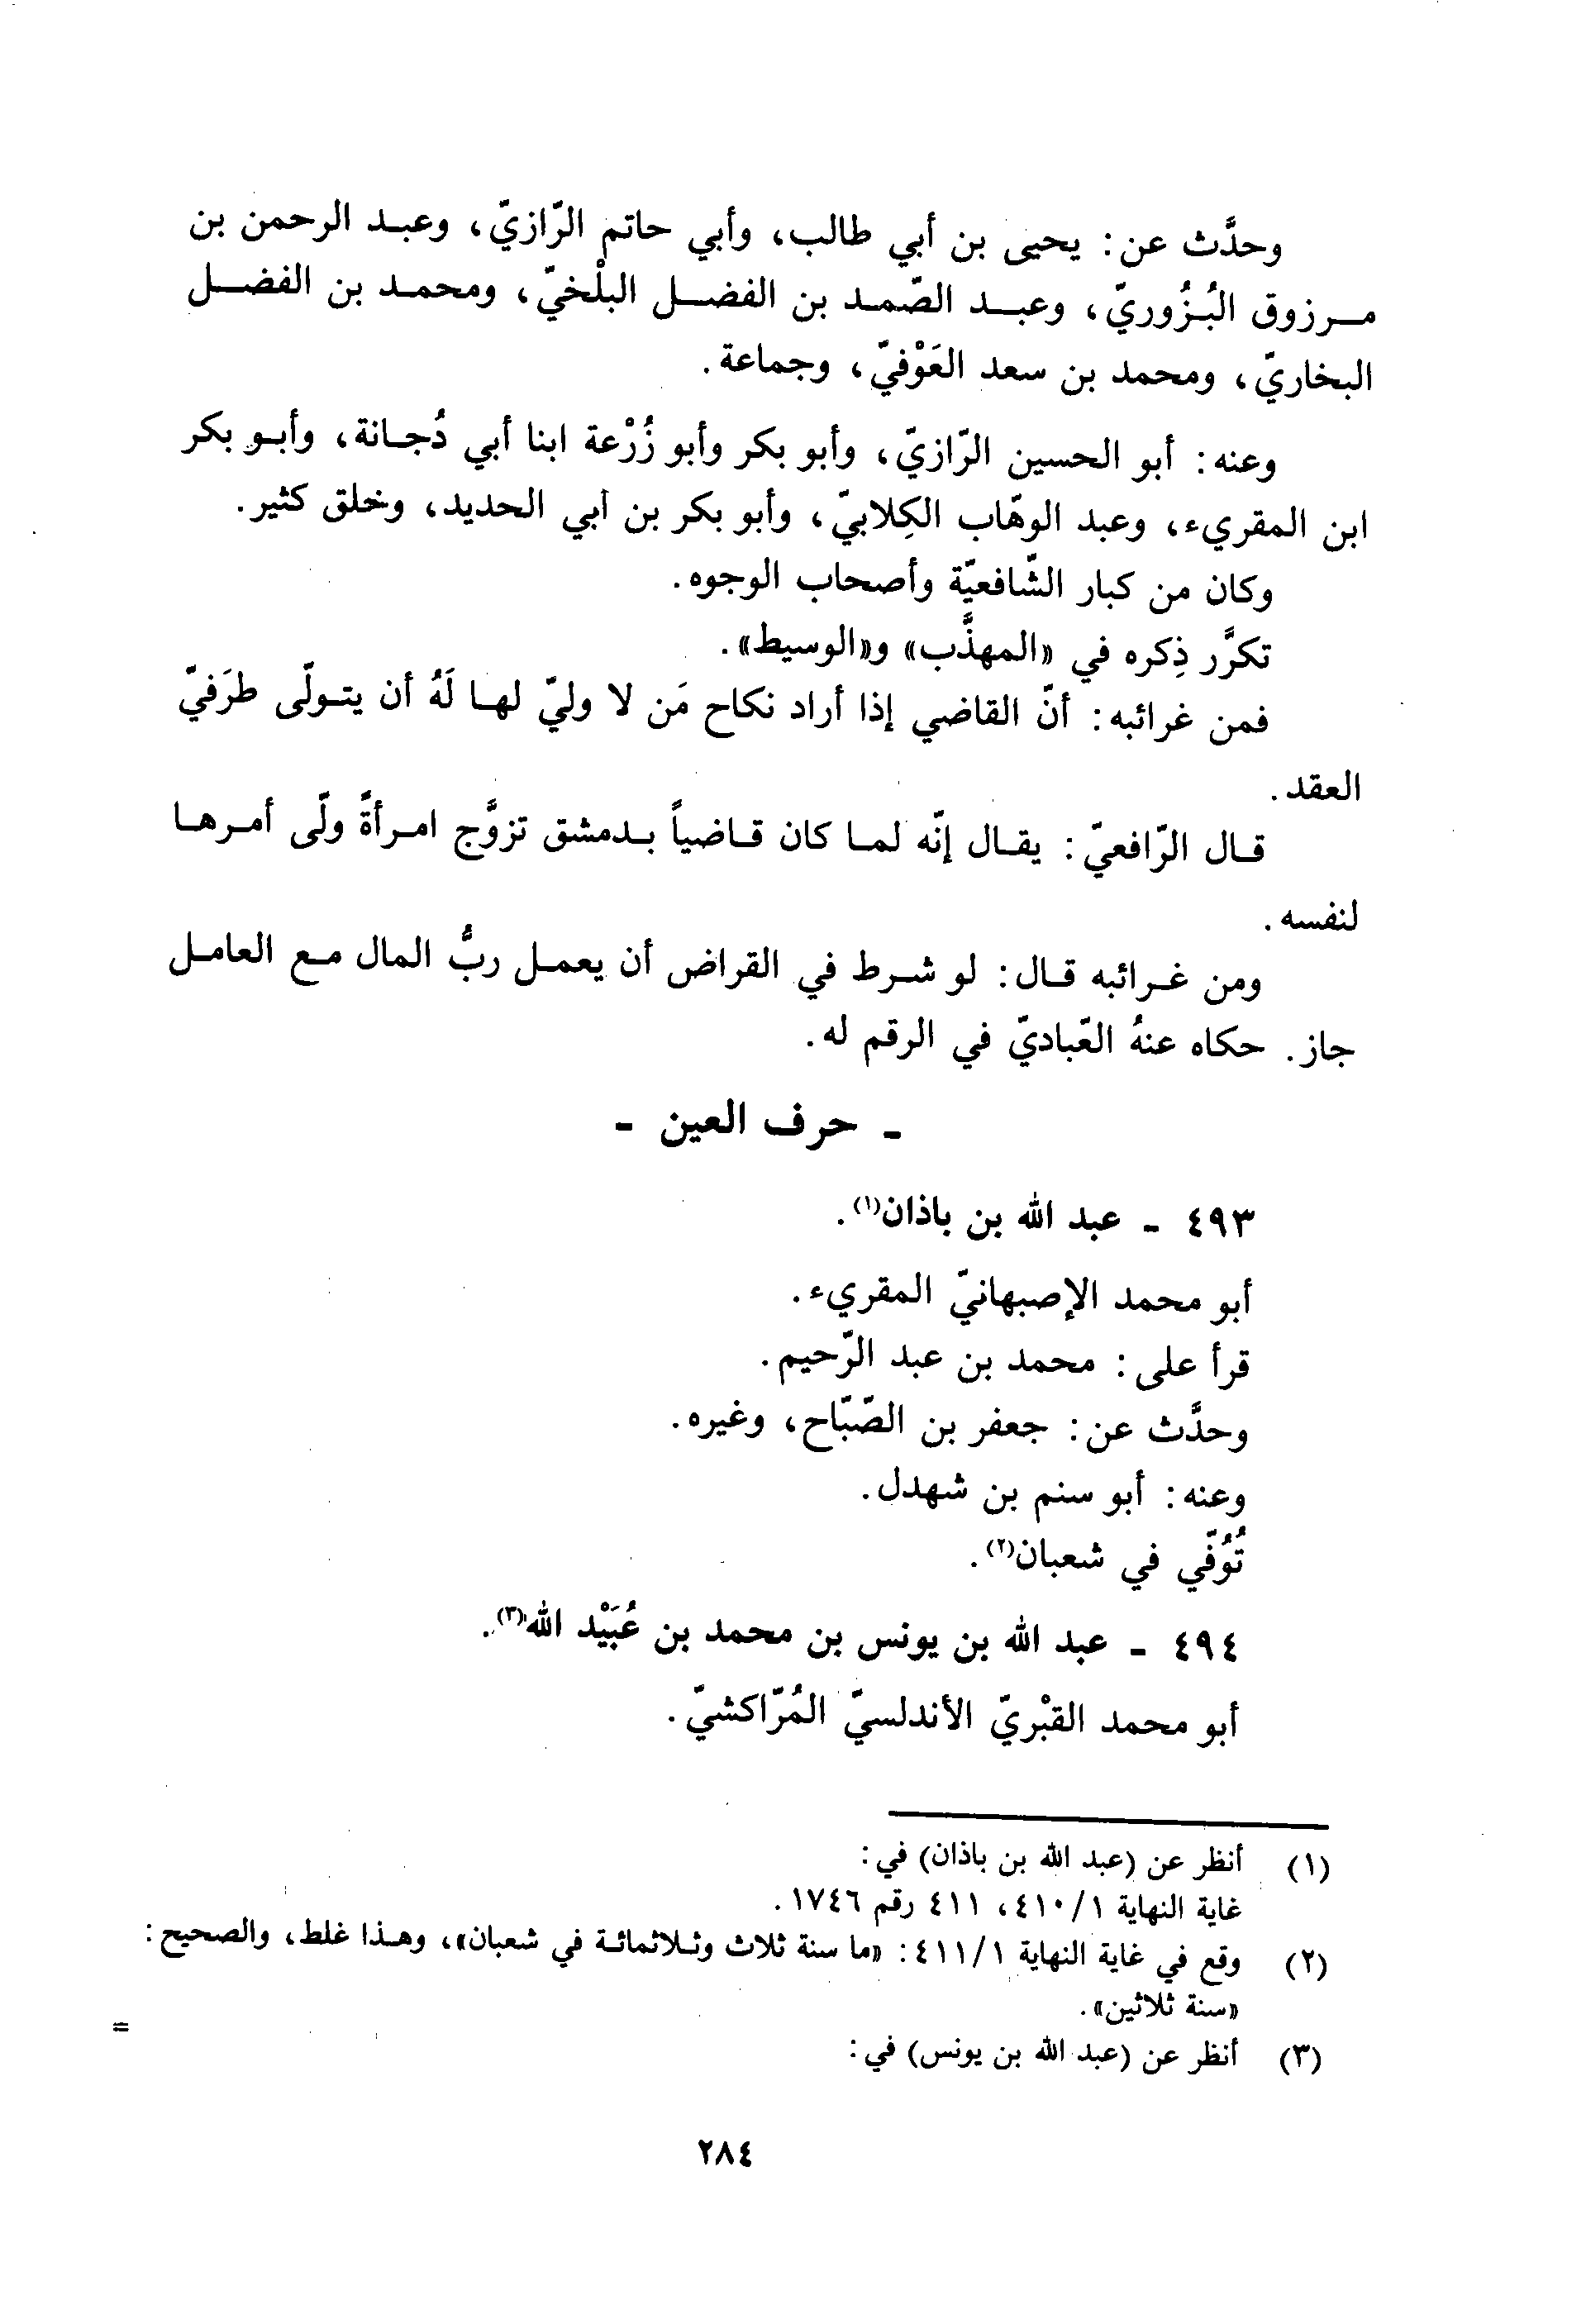 وحدَّث عن: يحيى بن أبي طالب، وأبي حاتم الرّازيّ، وعبد الرحمن بن
مرزوق البُزُوريّ، وعبد الصّمد بن الفضل البلْخيّ، ومحمد بن الفضل
البخاريّ، ومحمد بن سعد العَوْفيّ، وجماعة.
وعنه: أبو الحسين الرّازيّ، وأبو بكر وأبو زُرْعة ابنا أبي دُجانة، وأبو بكر
ابن المقريء، وعبد الوهّاب الكِلابيّ، وأبو بكر بن أبي الحديد، وخلق كثير.
وكان من كبار الشّافعيّة وأصحاب الوجوه.
تكرَّر ذِكره في «المهذَّب» و«الوسيط».
فمن غرائبه: أنّ القاضي إذا أراد نكاح مَن لا وليّ لها لَهُ أن يتولّى طرَفيّ
العقد.
قال الرّافعيّ: يقال إنّه لما كان قاضياً بدمشق تزوَّج امرأةً ولّى أمرها
لنفسه.
ومن غرائبه قال: لو شرط في القراض أن يعمل ربُّ المال مع العامل
جاز. حكاه عنهُ العّباديّ في الرقم له.
- حرف العين -
٤٩٣ - عبد الله بن باذان(١).
أبو محمد الإصبهانيّ المقريء.
قرأ على: محمد بن عبد الرّحيم.
وحدَّث عن: جعفر بن الصّبّاح، وغيره.
وعنه: أبو سنم بن شهدل.
تُوُفّي في شعبان(٢).
٤٩٤ - عبد الله بن يونس بن محمد بن عُبَيْد الله(٣).
أبو محمد القبْريّ الأندلسيّ المُرّاكشيّ.
(١) أنظر عن (عبد الله بن باذان) في:
غاية النهاية ٤١٠/١، ٤١١ رقم ١٧٤٦.
(٢) وقع في غاية النهاية ٤١١/١: «ما سنة ثلاث وثلاثمائة في شعبان»، وهذا غلط، والصحيح:
«سنة ثلاثين».
(٣) أنظر عن (عبد الله بن يونس) في:
=
٢٨٤